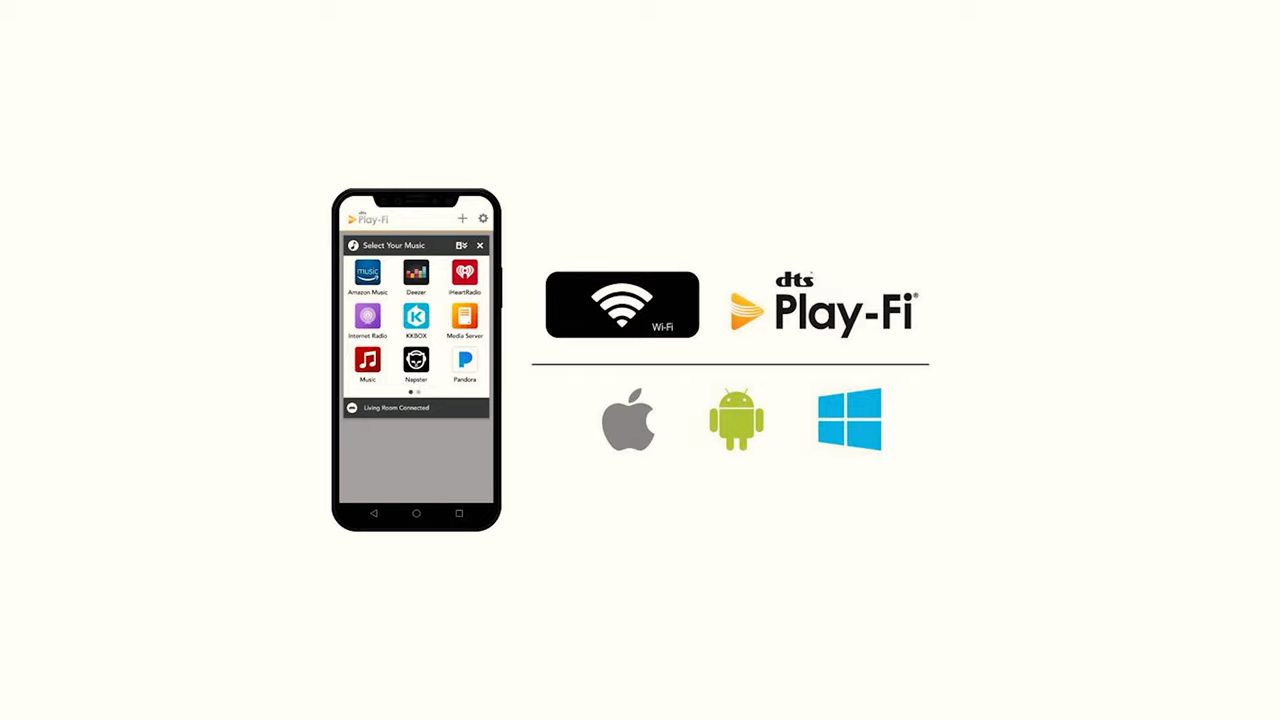 dts
Play-Fi
Select Your Music
music
Amazon Music
Deezer
iHeartRadio
Internet Radio
KKBOX
Media Server
Music
Napster
Pandora
Living Room Connected
Wi-Fi
dts®
Play-Fi®